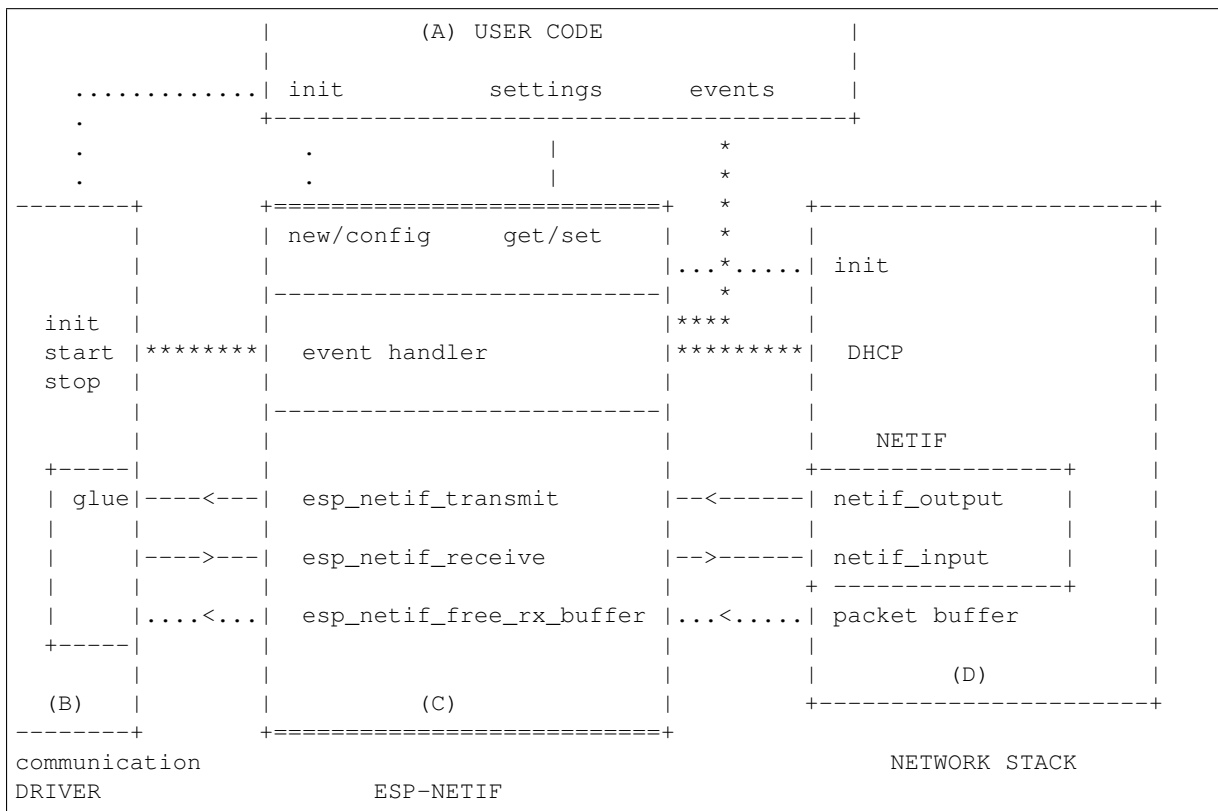 |          (A) USER CODE                 |
              |                                        |
 .............| init          settings      events     |
 .            +----------------------------------------+
 .               .                |           *
 .               .                |           *
--------+        +===========================+   *     +-----------------------+
        |        | new/config     get/set    |   *     |                       |
        |        |                           |...*.....| init                  |
        |        |---------------------------|   *     |                       |
  init  |        |                           |****     |                       |
  start |********|  event handler            |*********|  DHCP                 |
  stop  |        |                           |         |                       |
        |        |---------------------------|         |                       |
        |        |                           |         |    NETIF              |
  +-----|        |                           |         +-----------------+     |
  | glue|----<---|  esp_netif_transmit       |--<------| netif_output    |     |
  |     |        |                           |         |                 |     |
  |     |---->---|  esp_netif_receive        |-->------| netif_input     |     |
  |     |        |                           |         + ----------------+     |
  |     |....<...|  esp_netif_free_rx_buffer |...<.....| packet buffer         |
  +-----|        |                           |         |                       |
        |        |                           |         |         (D)           |
  (B)   |        |          (C)              |         +-----------------------+
--------+        +===========================+
communication                                               NETWORK STACK
DRIVER                   ESP-NETIF